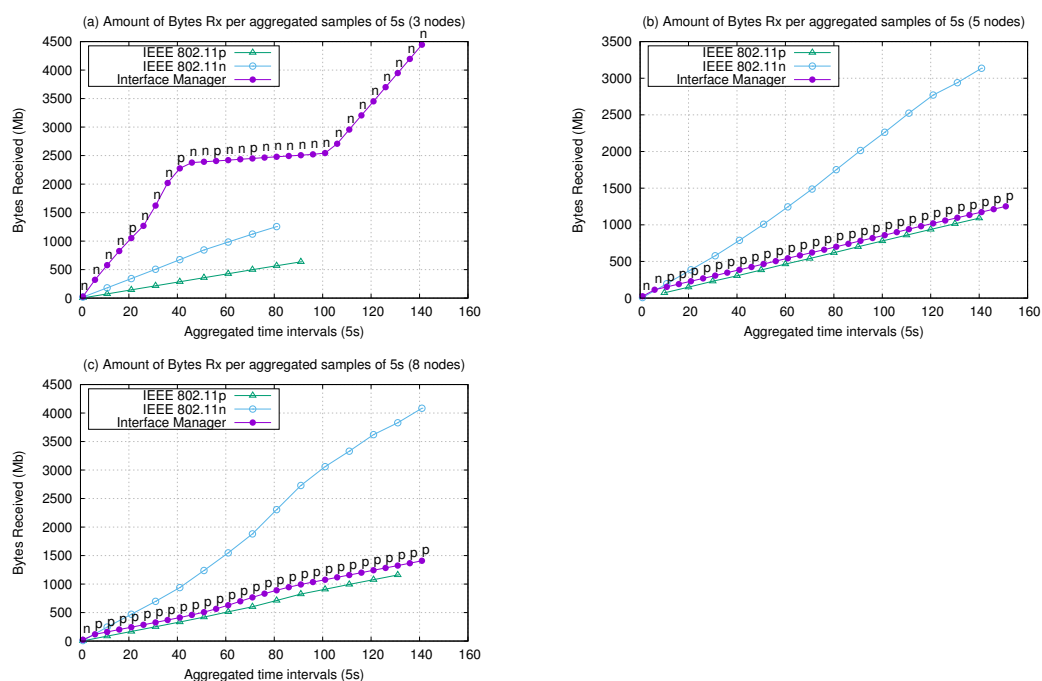 (a) Amount of Bytes Rx per aggregated samples of 5s (3 nodes)
Bytes Received (Mb)
4500
4000
3500
3000
2500
2000
1500
1000
500
0
IEEE 802.11p
IEEE 802.11n
Interface Manager
n n n n p n n n p n n p n n p n n n n n n n n n n n n n n
0 20 40 60 80 100 120 140 160
Aggregated time intervals (5s)
(b) Amount of Bytes Rx per aggregated samples of 5s (5 nodes)
Bytes Received (Mb)
3500
3000
2500
2000
1500
1000
500
0
IEEE 802.11p
IEEE 802.11n
Interface Manager
n n p p p p p p p p p p p p p p p p p p p p p p p p p p p p p
0 20 40 60 80 100 120 140 160
Aggregated time intervals (5s)
(c) Amount of Bytes Rx per aggregated samples of 5s (8 nodes)
Bytes Received (Mb)
4500
4000
3500
3000
2500
2000
1500
1000
500
0
IEEE 802.11p
IEEE 802.11n
Interface Manager
n p p p p p p p p p p p p p p p p p p p p p p p p p p p p
0 20 40 60 80 100 120 140 160
Aggregated time intervals (5s)